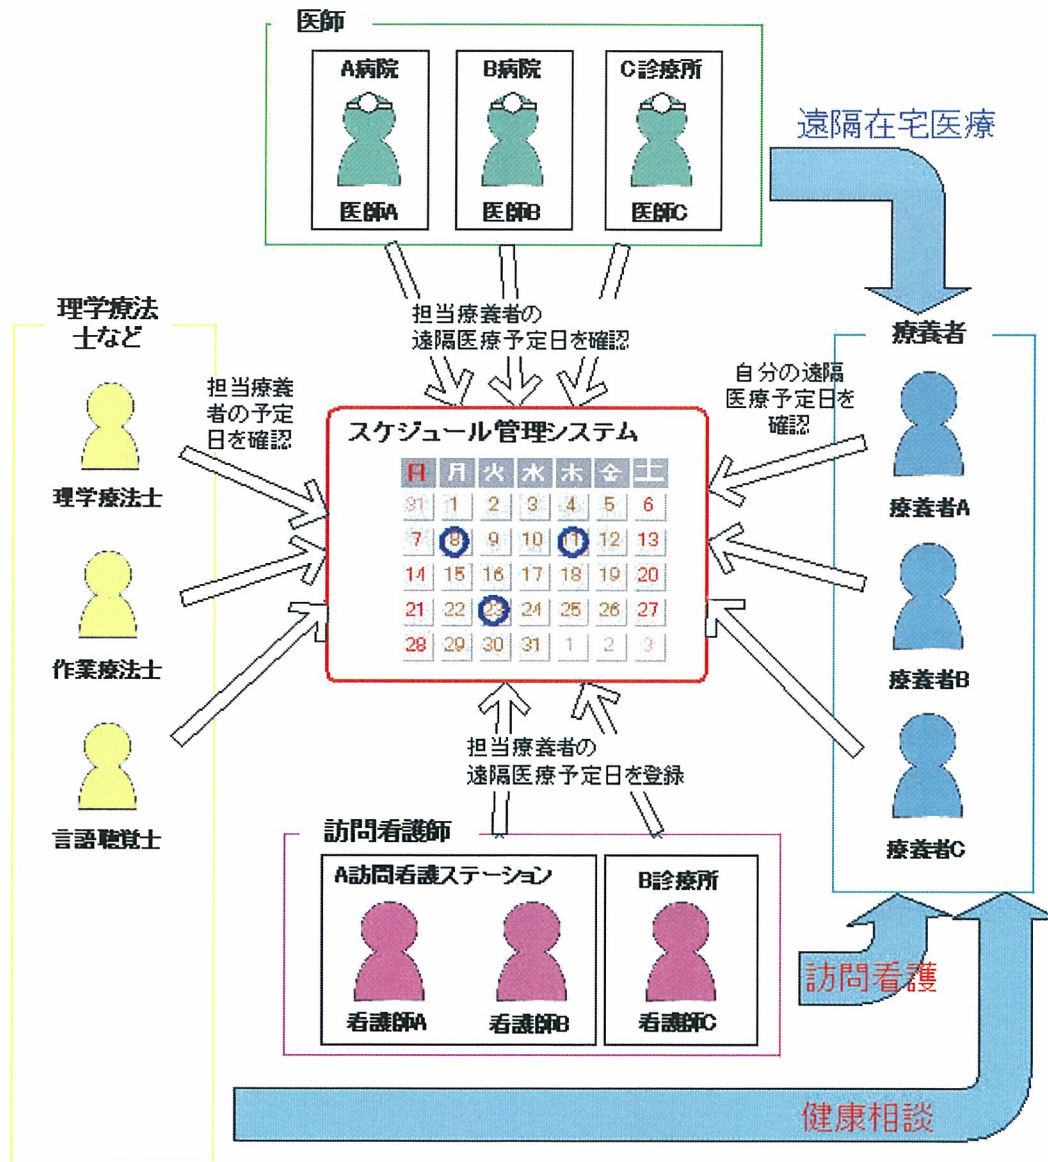 医師
A病院
B病院
C診療所
医師A
医師B
医師C
遠隔在宅医療
担当療養者の
遠隔医療予定日を確認
理学療法
士など
担当療養
者の予定
日を確認
理学療法士
作業療法士
言語聴覚士
療養者
自分の遠隔
医療予定日を
確認
療養者A
療養者B
療養者C
スケジュール管理システム
日 月 火 水 木 金 土
31 1 2 3 4 5 6
7 8 9 10 11 12 13
14 15 16 17 18 19 20
21 22 23 24 25 26 27
28 29 30 31 1 2 3
担当療養者の
遠隔医療予定日を登録
訪問看護師
A訪問看護ステーション
B診療所
看護師A
看護師B
看護師C
訪問看護
健康相談